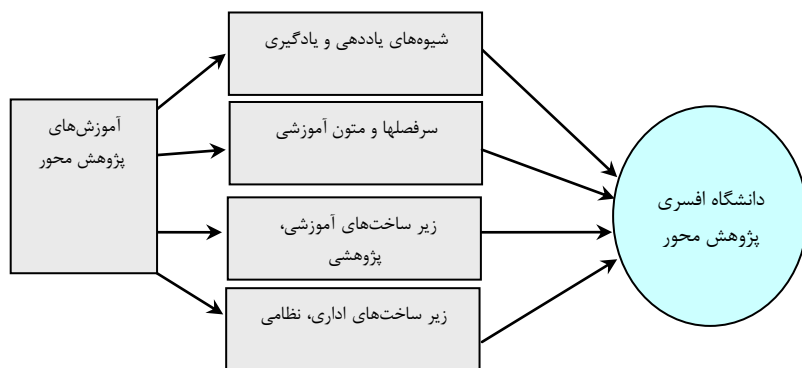 شیوه‌های یاددهی و یادگیری
آموزش‌های
پژوهش محور
سرفصلها و متون آموزشی
زیر ساخت‌های آموزشی،
پژوهشی
زیر ساخت‌های اداری، نظامی
دانشگاه افسری
پژوهش محور